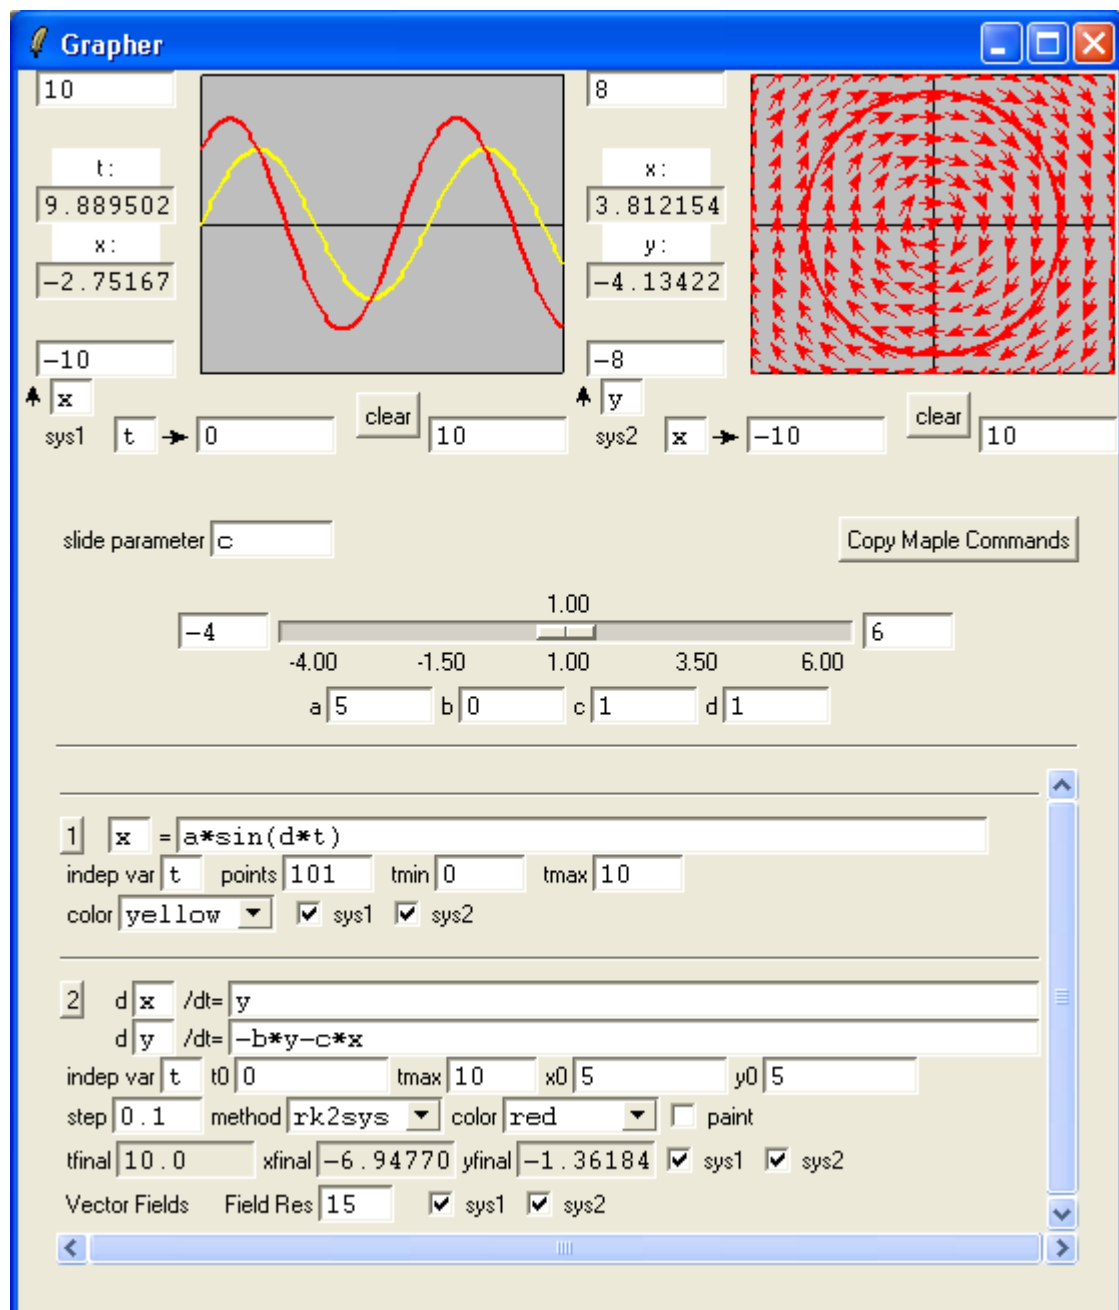 Grapher
10 8
t: x:
9.889502 3.812154
x: y:
-2.75167 -4.13422
-10 -8
x clear y clear
sys1 t 0 10 sys2 x -10 10
slide parameter c Copy Maple Commands
1.00
-4 6
-4.00 -1.50 1.00 3.50 6.00
a 5 b 0 c 1 d 1
1 x = a*sin(d*t)
indep var t points 101 tmin 0 tmax 10
color yellow sys1 sys2
2 d x /dt= y
d y /dt= -b*y-c*x
indep var t t0 0 tmax 10 x0 5 y0 5
step 0.1 method rk2sys color red paint
tfinal 10.0 xfinal -6.94770 yfinal -1.36184 sys1 sys2
Vector Fields Field Res 15 sys1 sys2